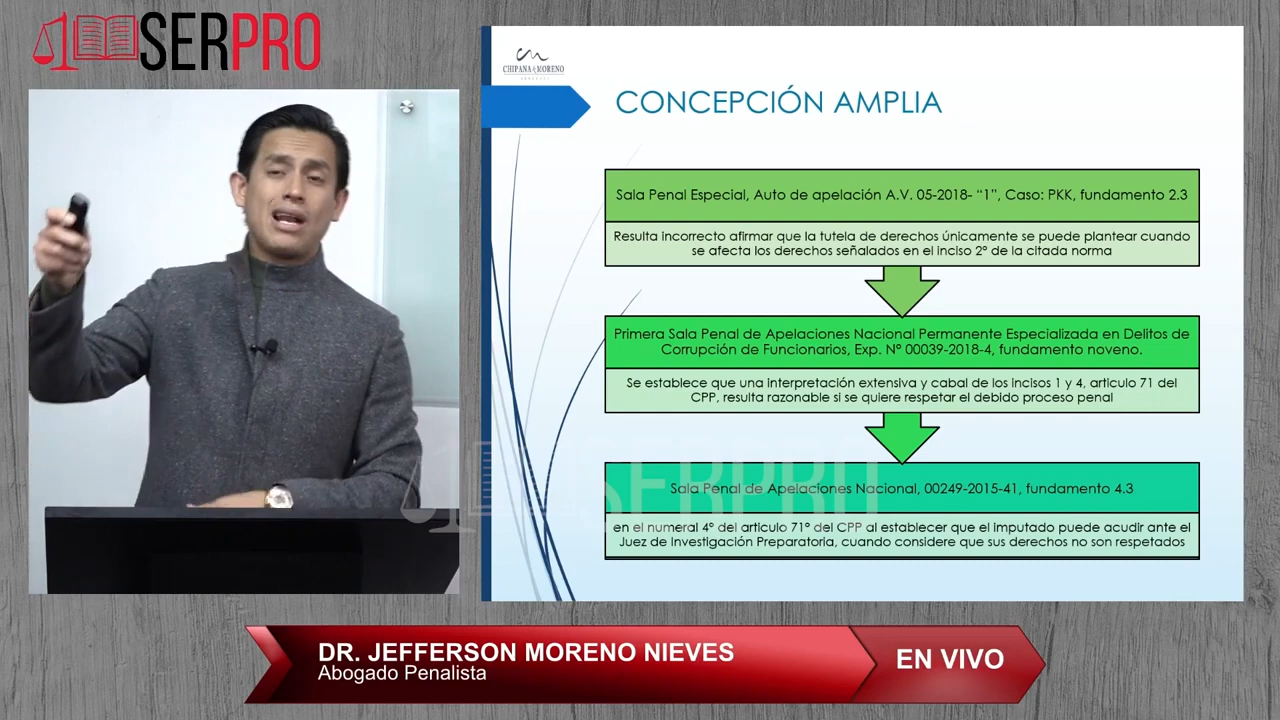 SERPRO
CHIPANA & MORENO
CONCEPCIÓN AMPLIA
Sala Penal Especial, Auto de apelación A.V. 05-2018- “1”, Caso: PKK, fundamento 2.3
Resulta incorrecto afirmar que la tutela de derechos únicamente se puede plantear cuando
se afecta los derechos señalados en el inciso 2° de la citada norma
Primera Sala Penal de Apelaciones Nacional Permanente Especializada en Delitos de
Corrupción de Funcionarios, Exp. N° 00039-2018-4, fundamento noveno.
Se establece que una interpretación extensiva y cabal de los incisos 1 y 4, articulo 71 del
CPP, resulta razonable si se quiere respetar el debido proceso penal
SERPRO
Sala Penal de Apelaciones Nacional, 00249-2015-41, fundamento 4.3
en el numeral 4° del articulo 71° del CPP al establecer que el imputado puede acudir ante el
Juez de Investigación Preparatoria, cuando considere que sus derechos no son respetados
DR. JEFFERSON MORENO NIEVES
Abogado Penalista
EN VIVO